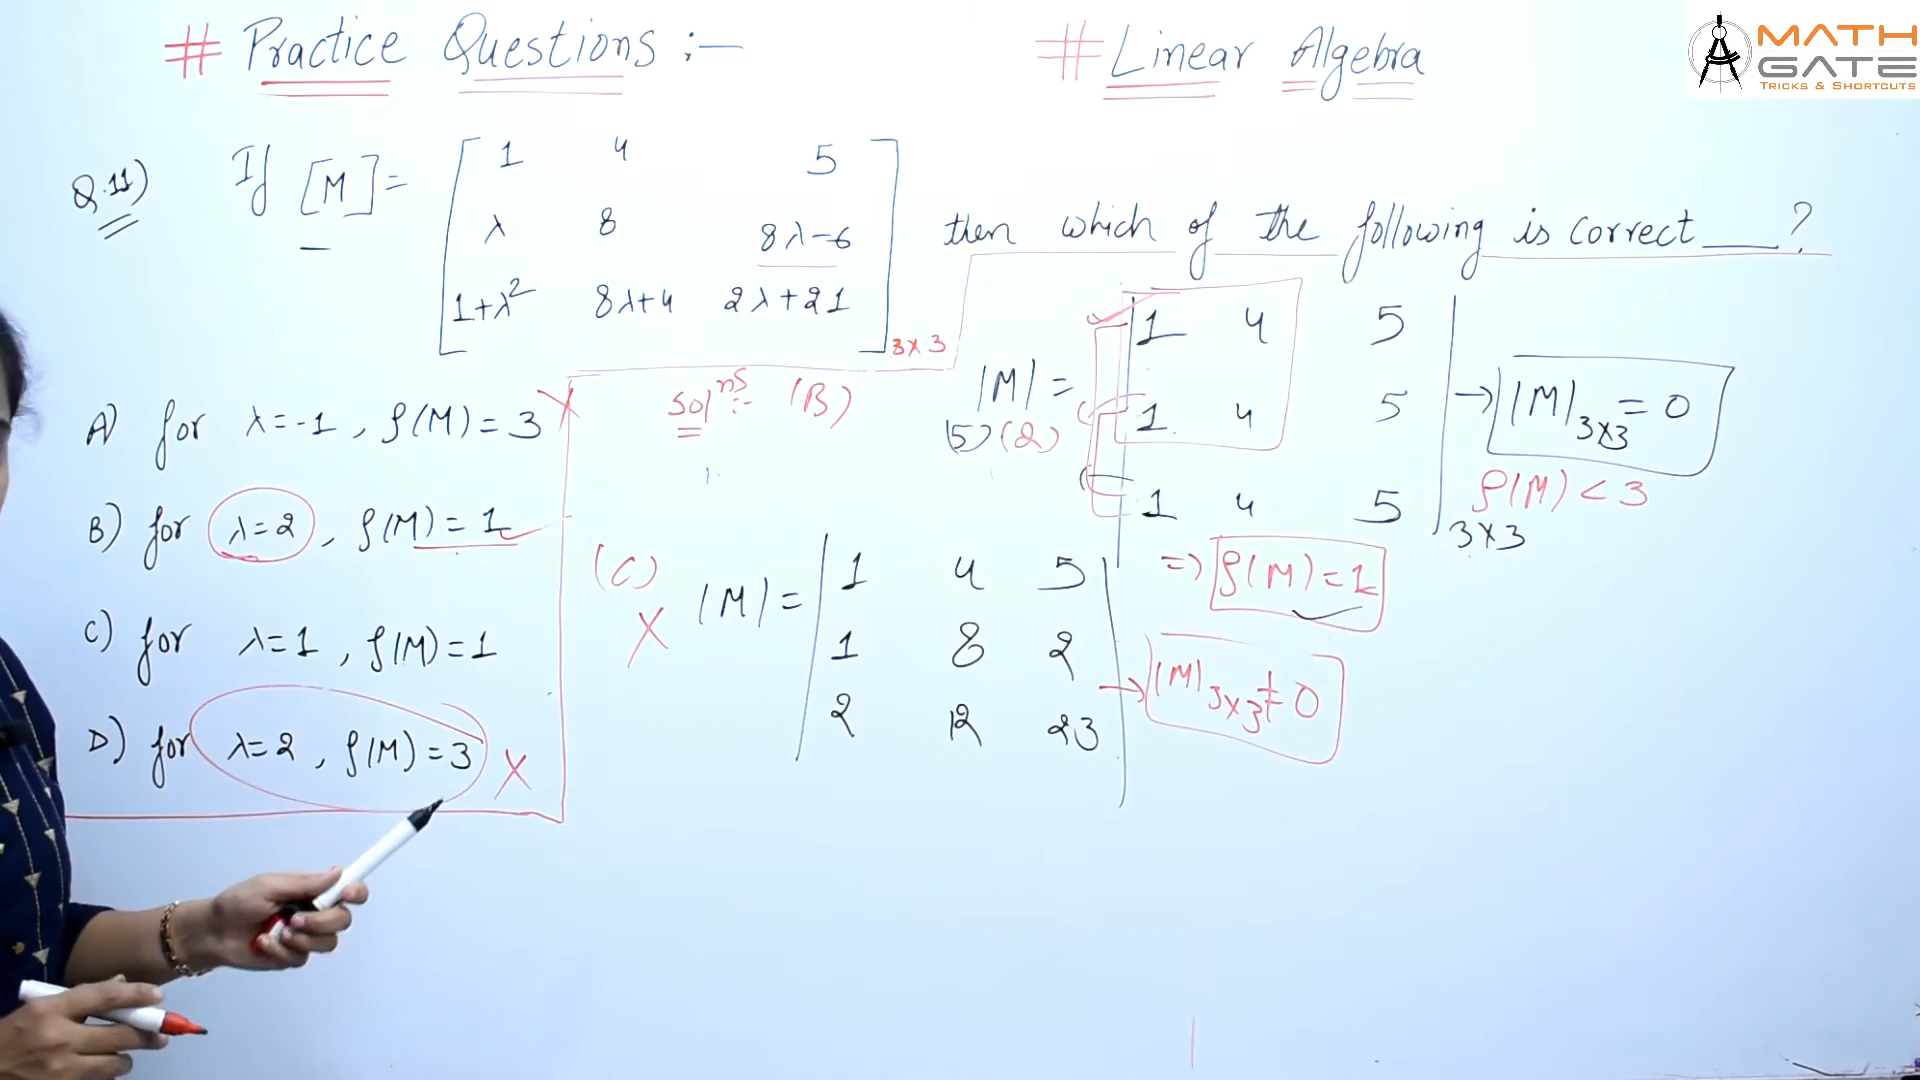 # Practice Questions :-
# Linear Algebra
MATH
GATE
TRICKS & SHORTCUTS
Q.11) If [M] =
1 4 5
λ 8 8λ-6
1+λ² 8λ+4 2λ+21
3×3
then which of the following is correct ___ ?
A) for λ=-1, ρ(M) = 3 X
B) for λ=2, ρ(M) = 1
C) for λ=1, ρ(M)=1
D) for λ=2, ρ(M)=3 X
Solⁿˢ:- (B)
|M| =
(5) (2)
1 4 5
1 4 5
1 4 5
3×3
→ |M|3×3 = 0
ρ(M) < 3
=> ρ(M) = 1
(C)
X
|M| =
1 4 5
1 8 2
2 12 23
→ |M|3×3 ≠ 0